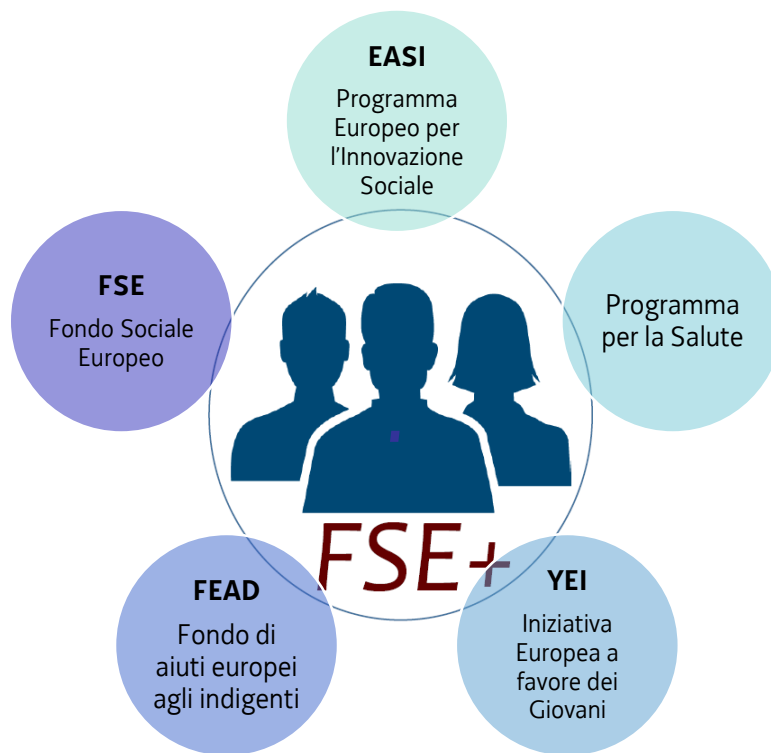 EASI
Programma
Europeo per
l'Innovazione
Sociale
FSE
Fondo Sociale
Europeo
Programma
per la Salute
FSE+
FEAD
Fondo di
aiuti europei
agli indigenti
YEI
Iniziativa
Europea a
favore dei
Giovani